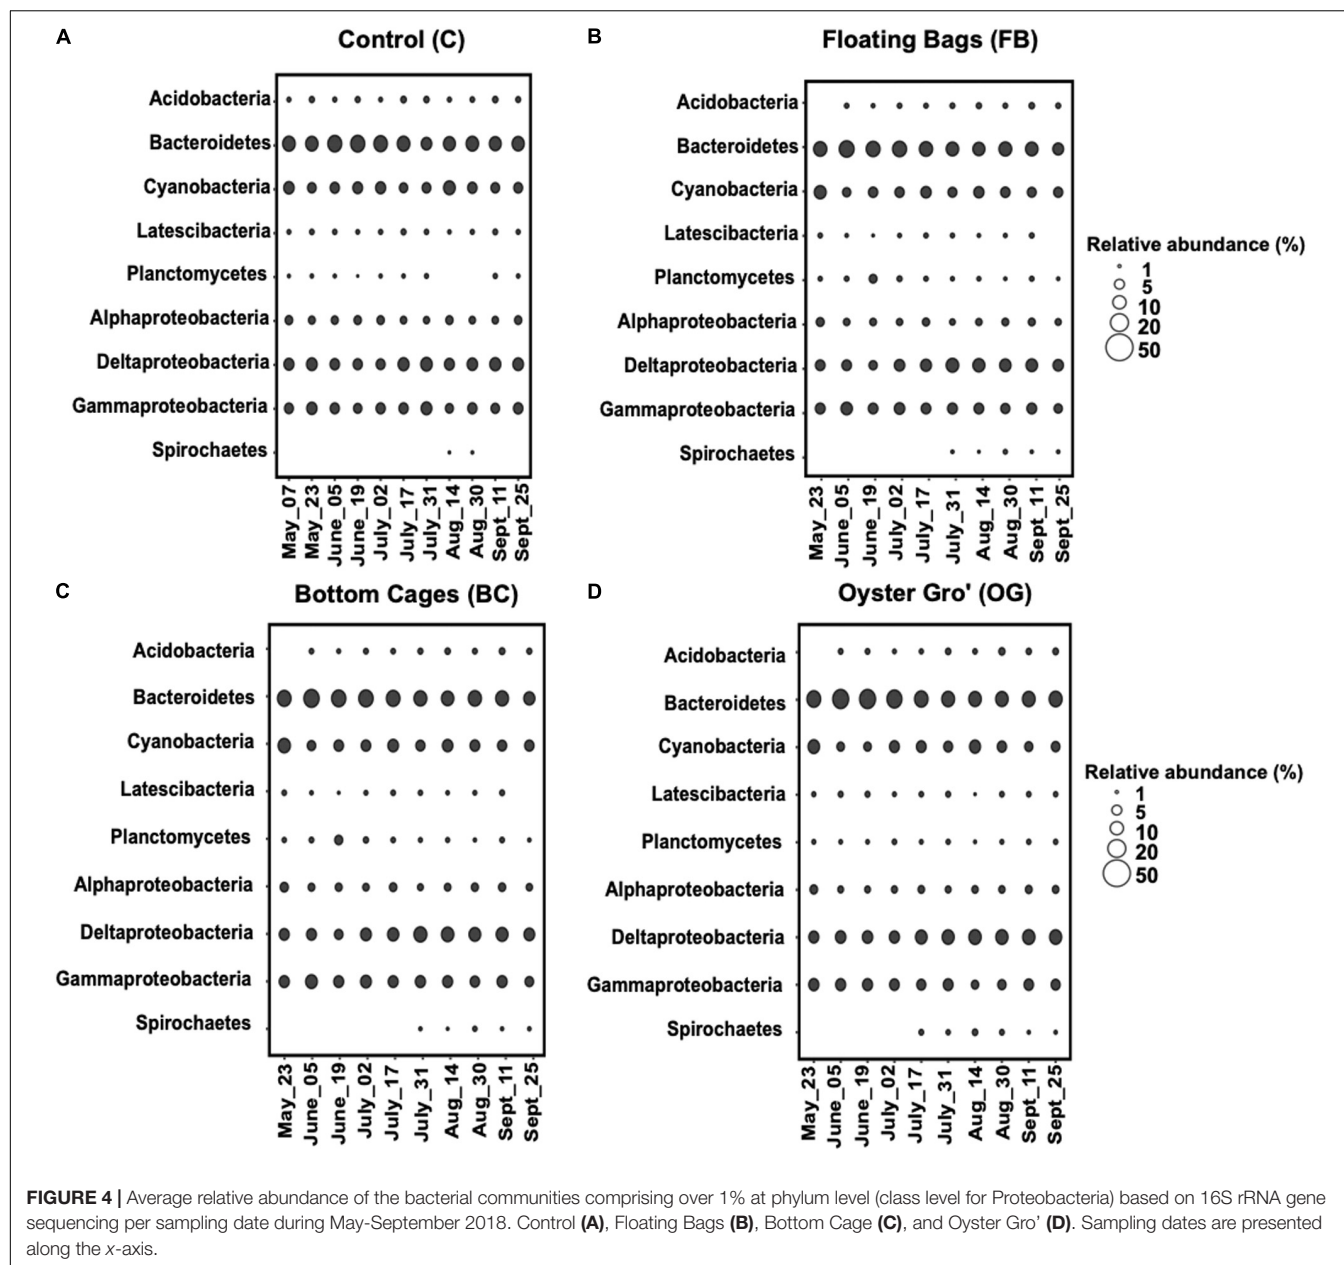 A
Control (C)
Acidobacteria
Bacteroidetes
Cyanobacteria
Latescibacteria
Planctomycetes
Alphaproteobacteria
Deltaproteobacteria
Gammaproteobacteria
Spirochaetes
May_07
May_23
June_05
June_19
July_02
July_17
July_31
Aug_14
Aug_30
Sept_11
Sept_25
B
Floating Bags (FB)
Acidobacteria
Bacteroidetes
Cyanobacteria
Latescibacteria
Planctomycetes
Alphaproteobacteria
Deltaproteobacteria
Gammaproteobacteria
Spirochaetes
May_23
June_05
June_19
July_02
July_17
July_31
Aug_14
Aug_30
Sept_11
Sept_25
Relative abundance (%)
1
5
10
20
50
C
Bottom Cages (BC)
Acidobacteria
Bacteroidetes
Cyanobacteria
Latescibacteria
Planctomycetes
Alphaproteobacteria
Deltaproteobacteria
Gammaproteobacteria
Spirochaetes
May_23
June_05
June_19
July_02
July_17
July_31
Aug_14
Aug_30
Sept_11
Sept_25
D
Oyster Gro' (OG)
Acidobacteria
Bacteroidetes
Cyanobacteria
Latescibacteria
Planctomycetes
Alphaproteobacteria
Deltaproteobacteria
Gammaproteobacteria
Spirochaetes
May_23
June_05
June_19
July_02
July_17
July_31
Aug_14
Aug_30
Sept_11
Sept_25
Relative abundance (%)
1
5
10
20
50
FIGURE 4 | Average relative abundance of the bacterial communities comprising over 1% at phylum level (class level for Proteobacteria) based on 16S rRNA gene
sequencing per sampling date during May-September 2018. Control (A), Floating Bags (B), Bottom Cage (C), and Oyster Gro’ (D). Sampling dates are presented
along the x-axis.